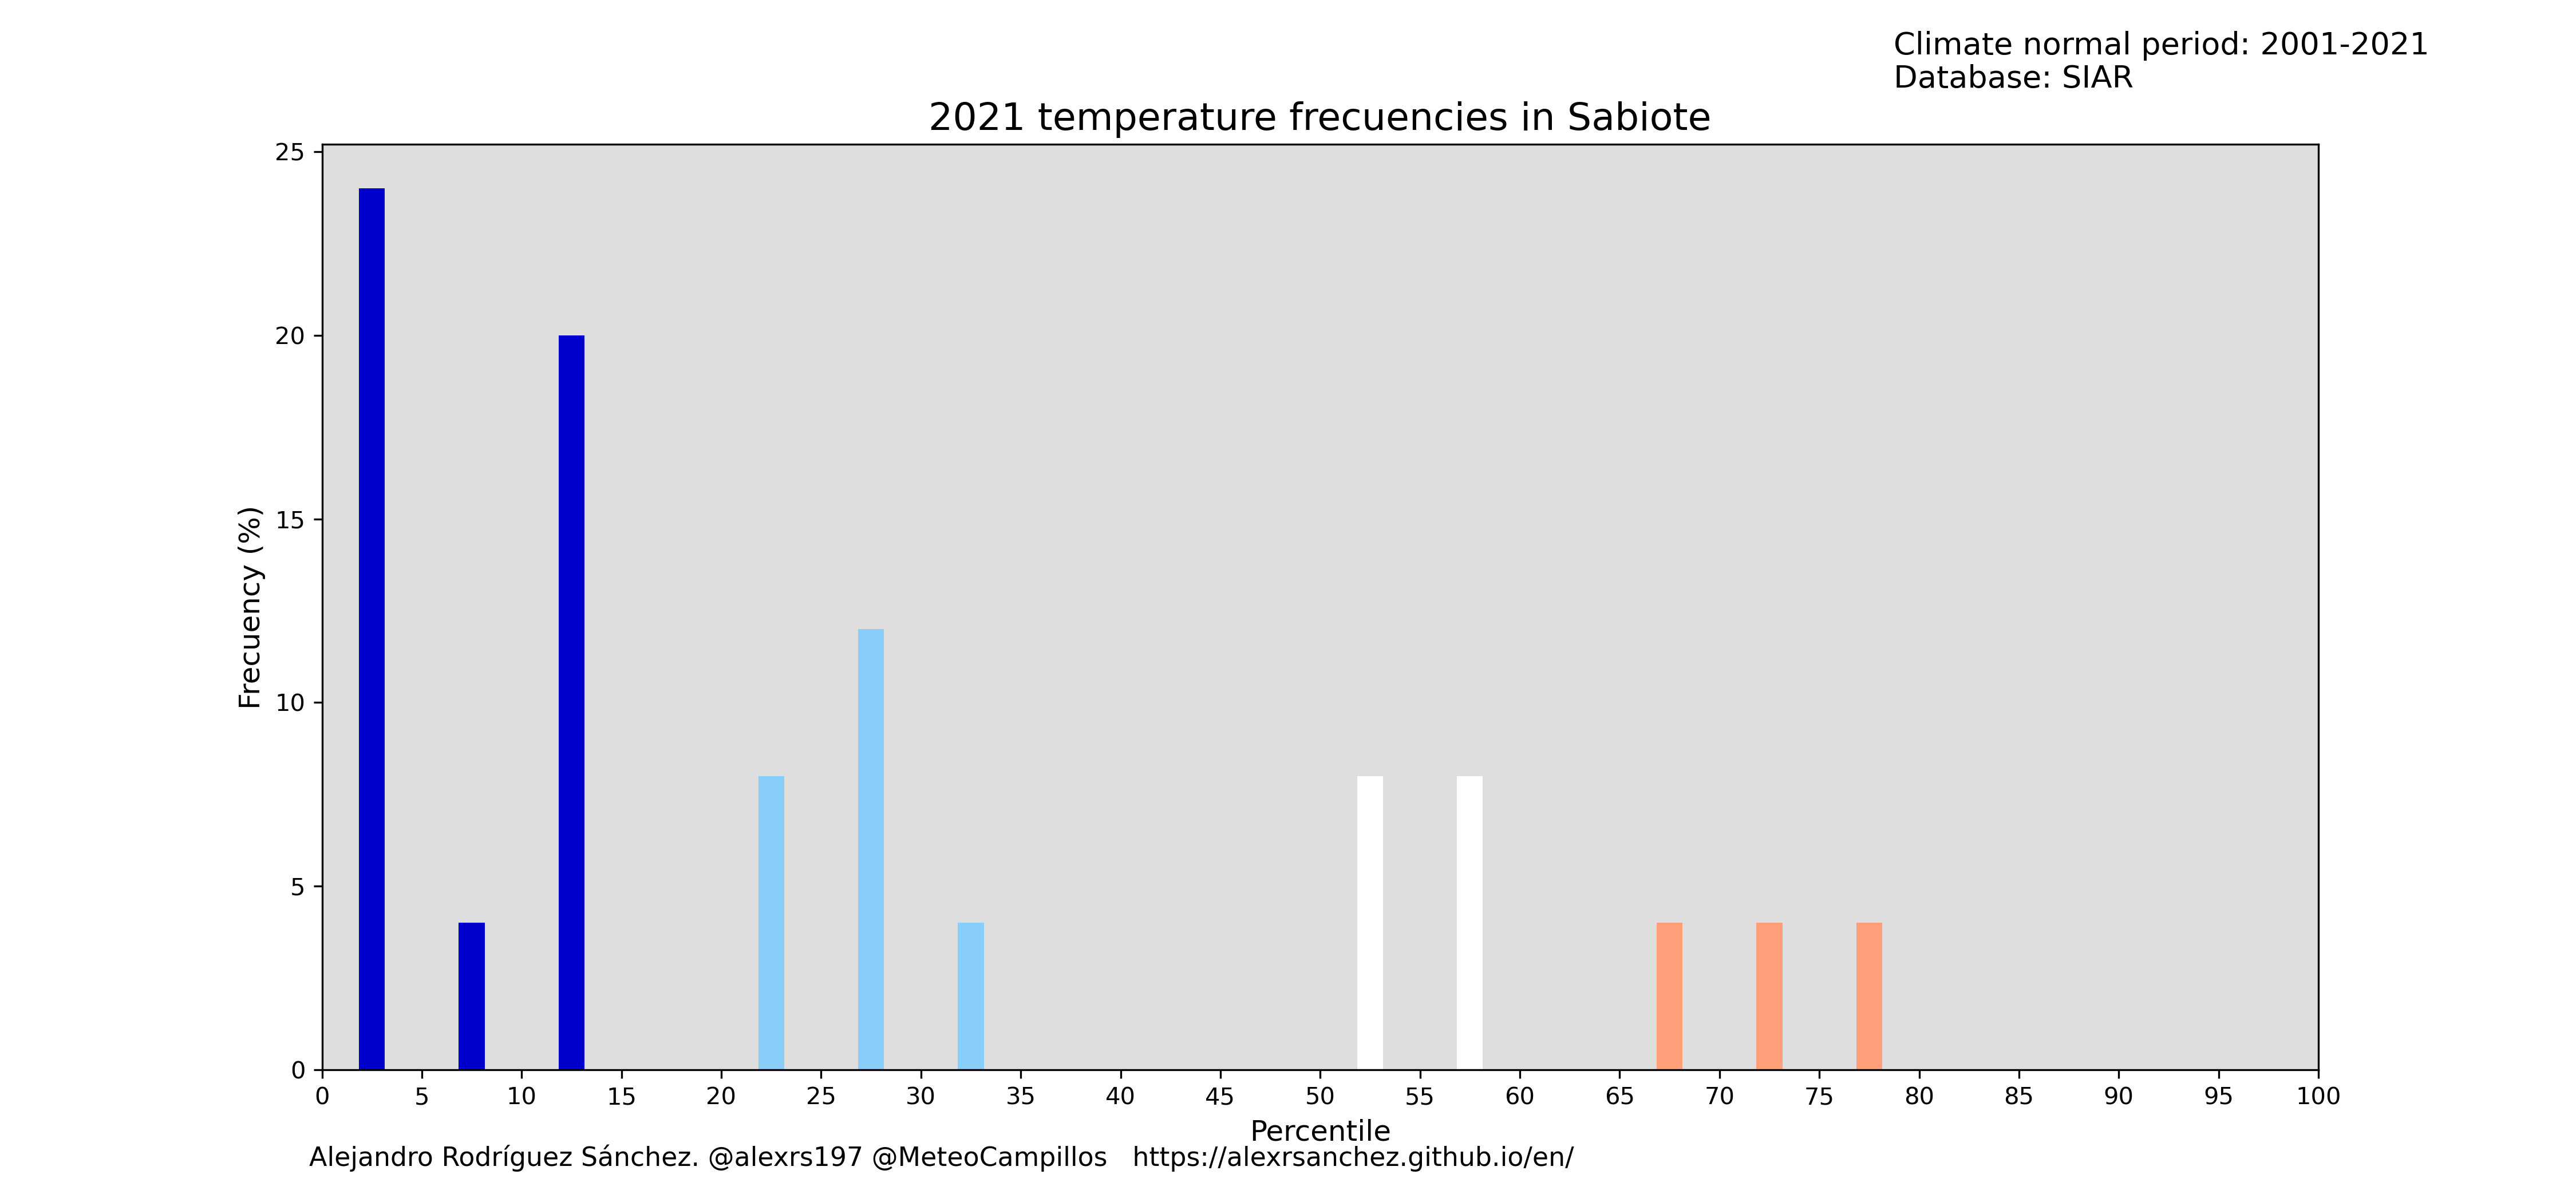 Climate normal period: 2001-2021
Database: SIAR
2021 temperature frecuencies in Sabiote
25
20
15
10
5
0
Frecuency (%)
0 5 10 15 20 25 30 35 40 45 50 55 60 65 70 75 80 85 90 95 100
Percentile
Alejandro Rodríguez Sánchez. @alexrs197 @MeteoCampillos https://alexrsanchez.github.io/en/